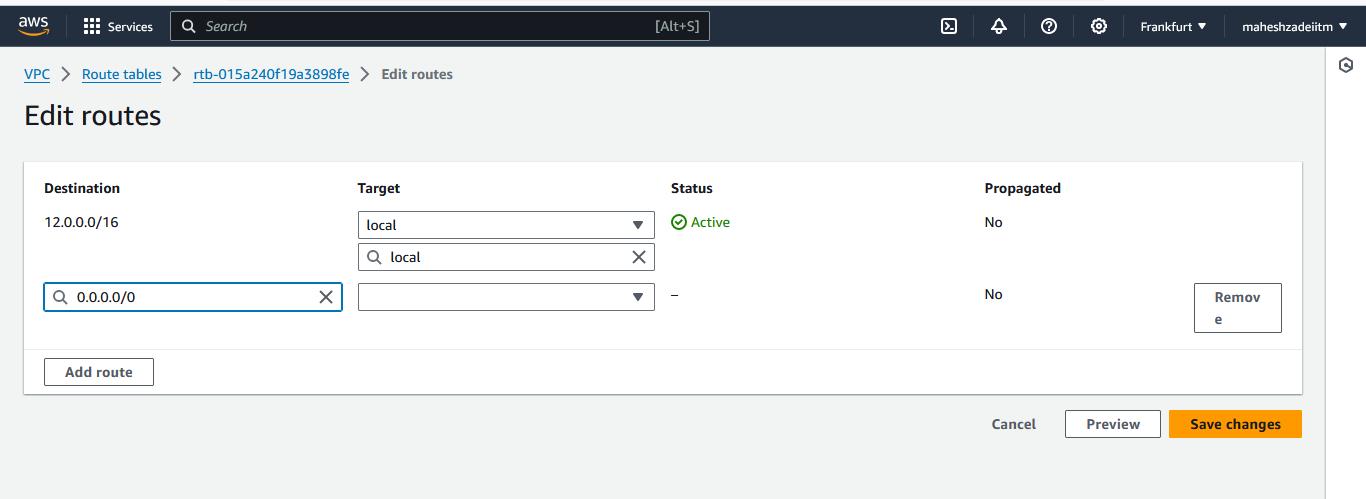 aws Services Search [Alt+S] Frankfurt maheshzadeiitm
VPC Route tables rtb-015a240f19a3898fe Edit routes
Edit routes
Destination Target Status Propagated
12.0.0.0/16 local Active No
local
0.0.0.0/0 – No Remov
e
Add route
Cancel Preview Save changes